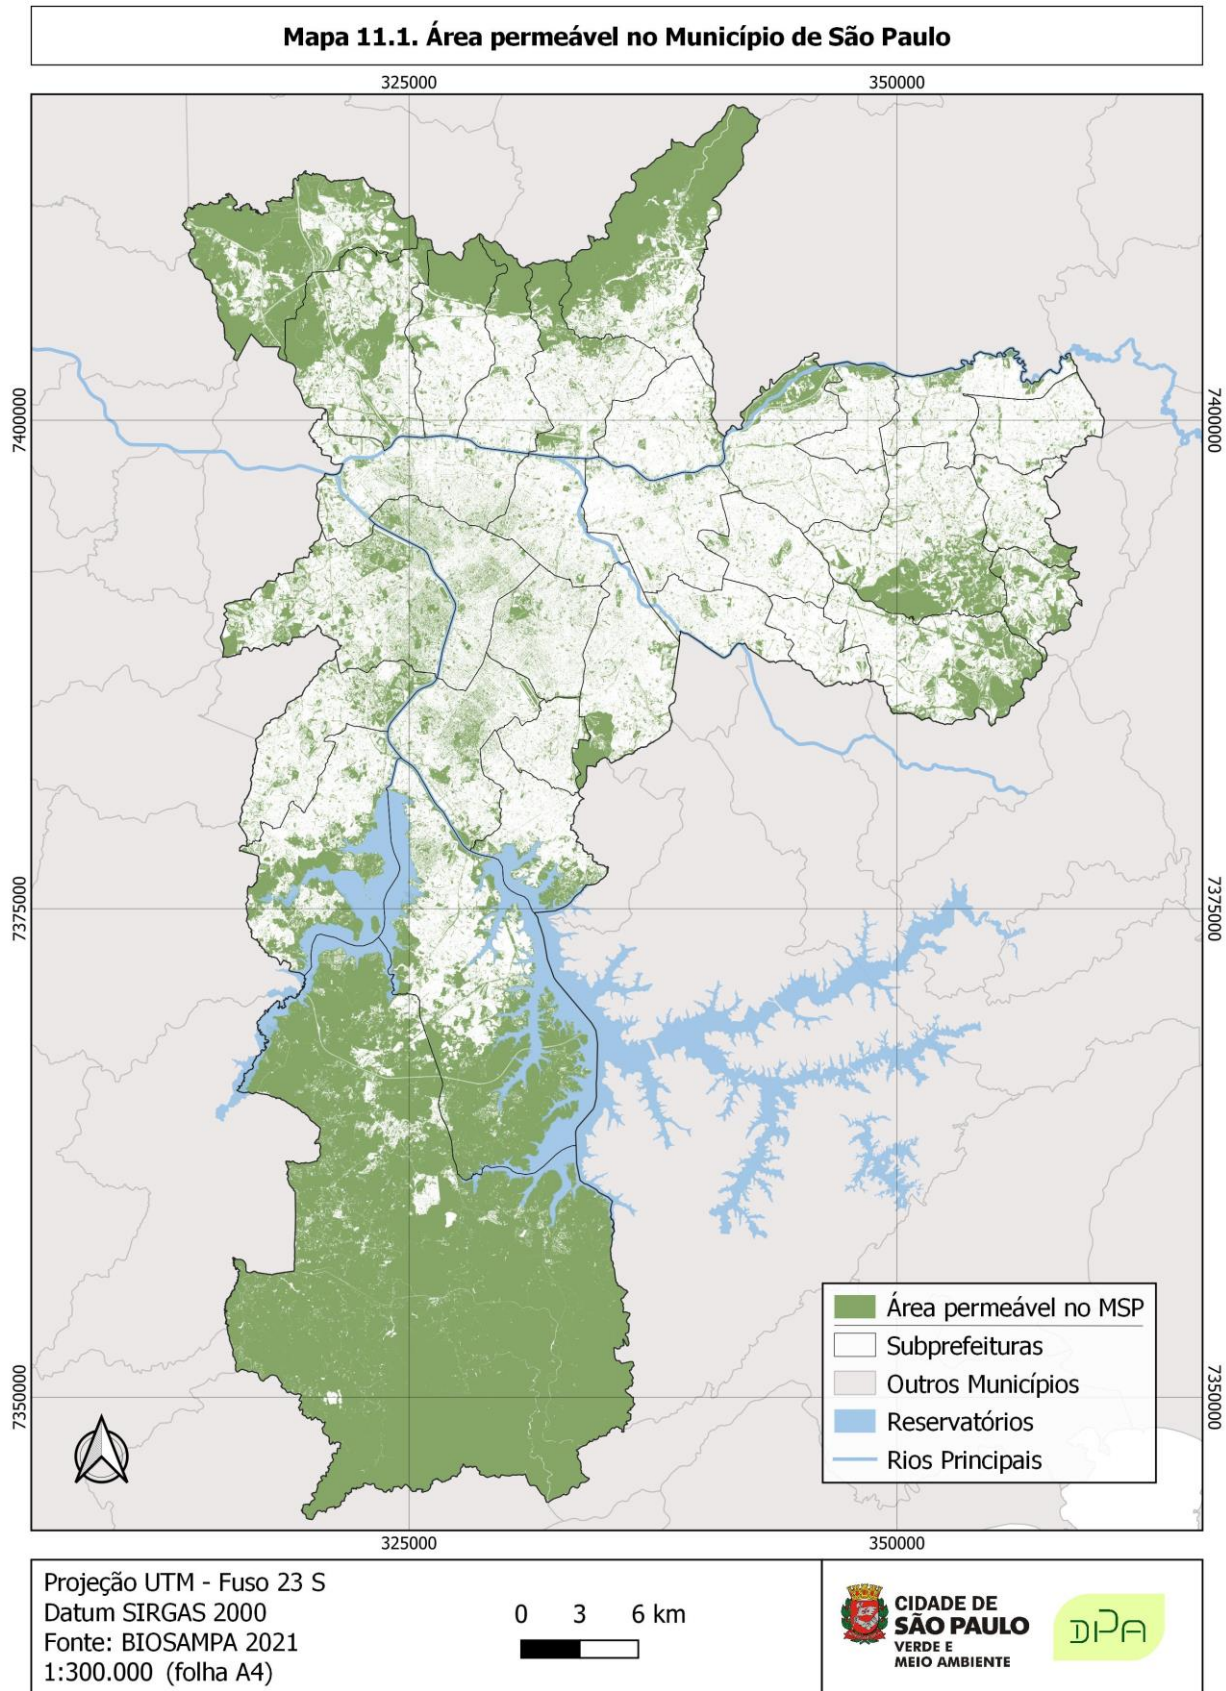 Mapa 11.1. Área permeável no Município de São Paulo
325000
350000
7400000
7400000
7375000
7375000
7350000
7350000
Área permeável no MSP
Subprefeituras
Outros Municípios
Reservatórios
Rios Principais
325000
350000
Projeção UTM - Fuso 23 S
Datum SIRGAS 2000
Fonte: BIOSAMPA 2021
1:300.000 (folha A4)
0 3 6 km
CIDADE DE
SÃO PAULO
VERDE E
MEIO AMBIENTE
DPA